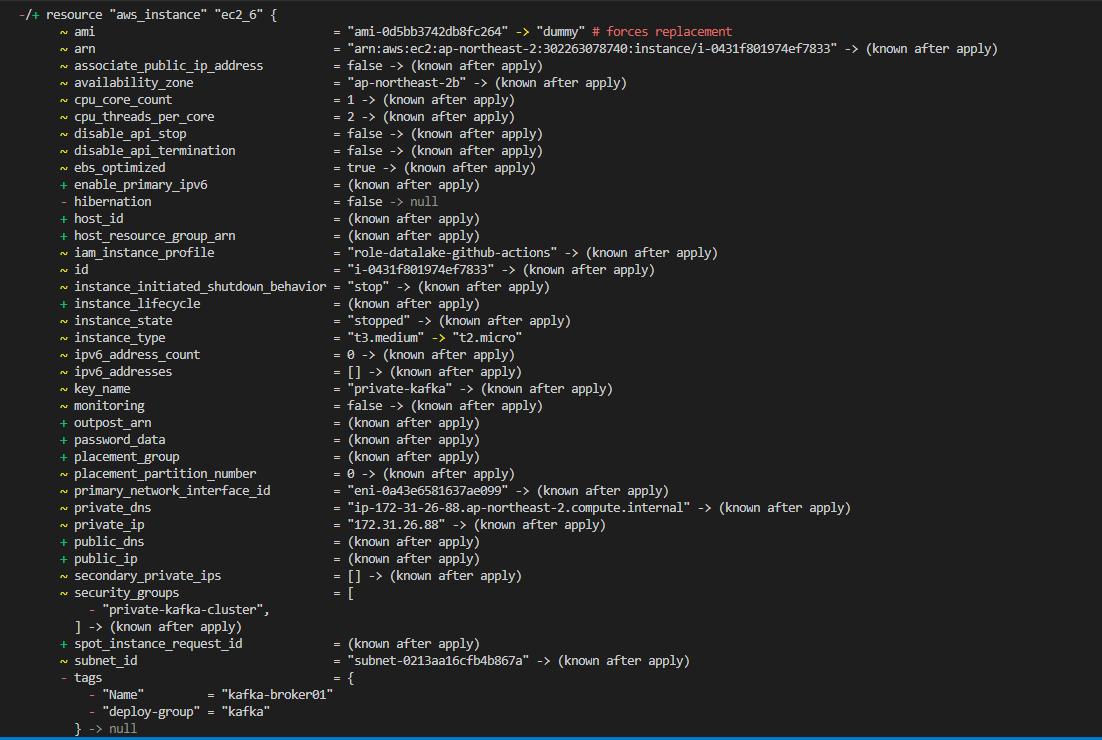 -/+ resource "aws_instance" "ec2_6" {
~ ami = "ami-0d5bb3742db8fc264" -> "dummy" # forces replacement
~ arn = "arn:aws:ec2:ap-northeast-2:302263078740:instance/i-0431f801974ef7833" -> (known after apply)
~ associate_public_ip_address = false -> (known after apply)
~ availability_zone = "ap-northeast-2b" -> (known after apply)
~ cpu_core_count = 1 -> (known after apply)
~ cpu_threads_per_core = 2 -> (known after apply)
~ disable_api_stop = false -> (known after apply)
~ disable_api_termination = false -> (known after apply)
~ ebs_optimized = true -> (known after apply)
+ enable_primary_ipv6 = (known after apply)
- hibernation = false -> null
+ host_id = (known after apply)
+ host_resource_group_arn = (known after apply)
~ iam_instance_profile = "role-datalake-github-actions" -> (known after apply)
~ id = "i-0431f801974ef7833" -> (known after apply)
~ instance_initiated_shutdown_behavior = "stop" -> (known after apply)
+ instance_lifecycle = (known after apply)
~ instance_state = "stopped" -> (known after apply)
~ instance_type = "t3.medium" -> "t2.micro"
~ ipv6_address_count = 0 -> (known after apply)
~ ipv6_addresses = [] -> (known after apply)
~ key_name = "private-kafka" -> (known after apply)
~ monitoring = false -> (known after apply)
+ outpost_arn = (known after apply)
+ password_data = (known after apply)
+ placement_group = (known after apply)
~ placement_partition_number = 0 -> (known after apply)
~ primary_network_interface_id = "eni-0a43e6581637ae099" -> (known after apply)
~ private_dns = "ip-172-31-26-88.ap-northeast-2.compute.internal" -> (known after apply)
~ private_ip = "172.31.26.88" -> (known after apply)
+ public_dns = (known after apply)
+ public_ip = (known after apply)
~ secondary_private_ips = [] -> (known after apply)
~ security_groups = [
- "private-kafka-cluster",
] -> (known after apply)
+ spot_instance_request_id = (known after apply)
~ subnet_id = "subnet-0213aa16cfb4b867a" -> (known after apply)
- tags = {
- "Name" = "kafka-broker01"
- "deploy-group" = "kafka"
} -> null